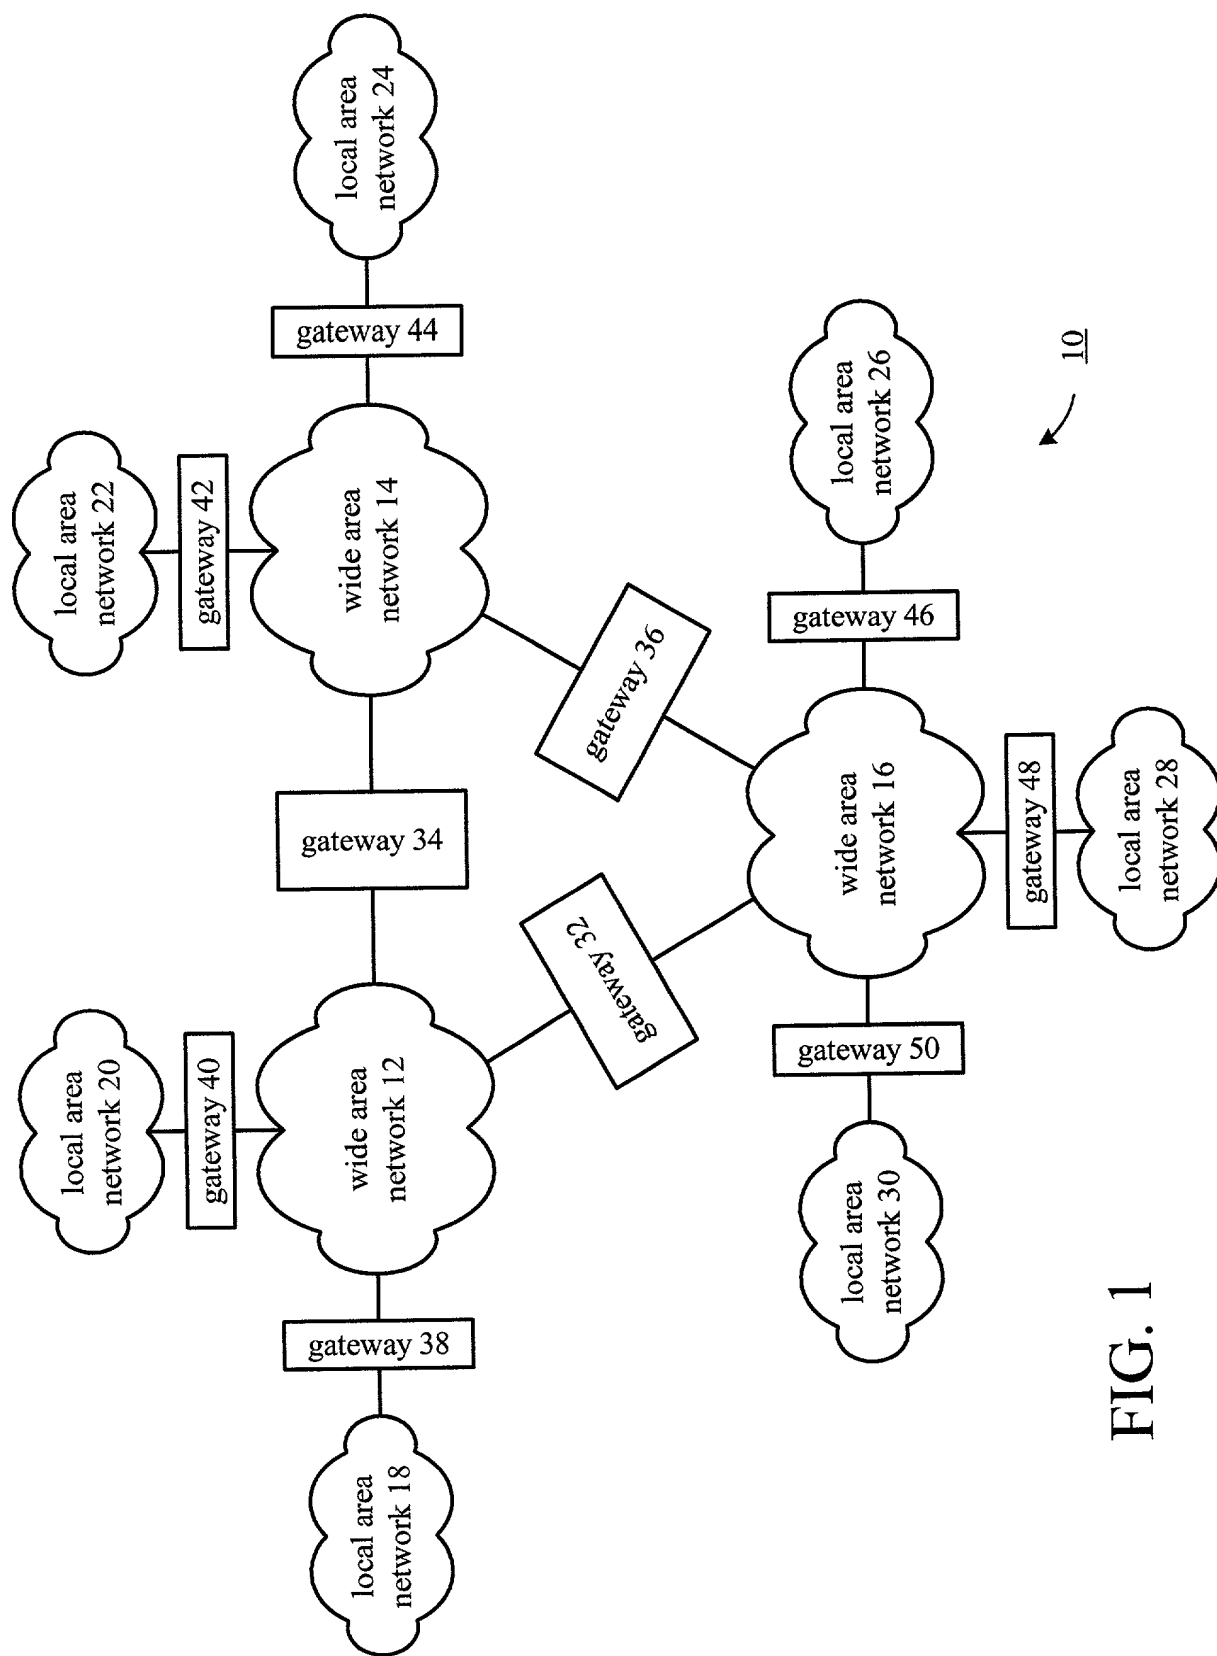 local area
network 20
local area
network 22
gateway 40
gateway 42
local area
network 18
gateway 38
wide area
network 12
gateway 34
wide area
network 14
gateway 44
local area
network 24
gateway 32
gateway 36
local area
network 30
gateway 50
wide area
network 16
gateway 46
local area
network 26
gateway 48
local area
network 28
10
FIG. 1